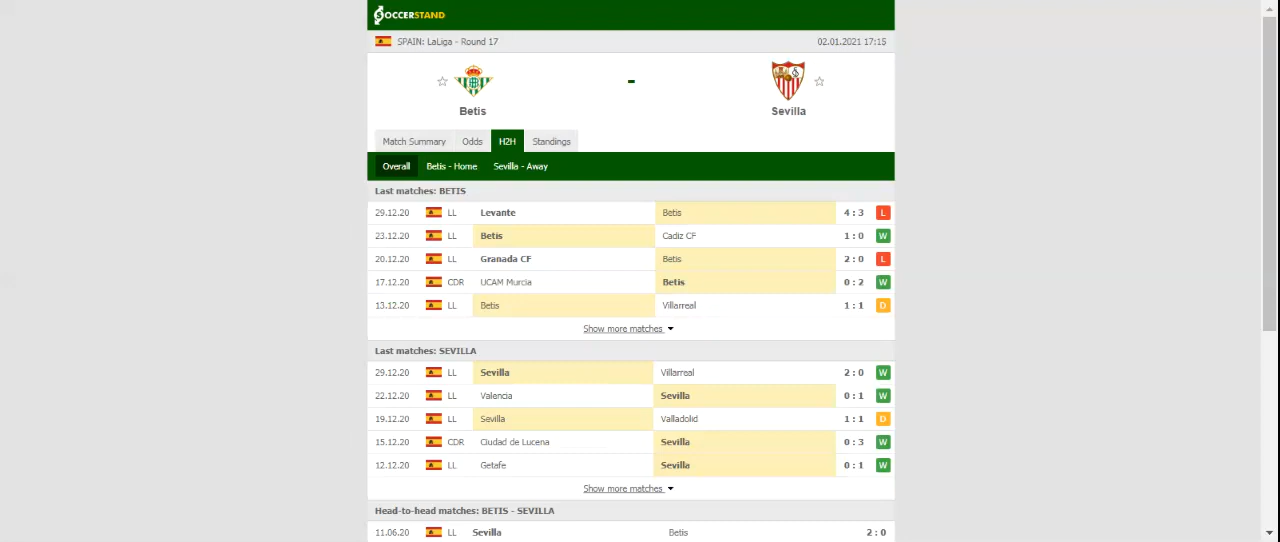 SOCCERSTAND
SPAIN: LaLiga - Round 17 02.01.2021 17:15
-
Betis Sevilla
Match Summary Odds H2H Standings
Overall Betis - Home Sevilla - Away
Last matches: BETIS
29.12.20 LL Levante Betis 4 : 3 L
23.12.20 LL Betis Cadiz CF 1 : 0 W
20.12.20 LL Granada CF Betis 2 : 0 L
17.12.20 CDR UCAM Murcia Betis 0 : 2 W
13.12.20 LL Betis Villarreal 1 : 1 D
Show more matches
Last matches: SEVILLA
29.12.20 LL Sevilla Villarreal 2 : 0 W
22.12.20 LL Valencia Sevilla 0 : 1 W
19.12.20 LL Sevilla Valladolid 1 : 1 D
15.12.20 CDR Ciudad de Lucena Sevilla 0 : 3 W
12.12.20 LL Getafe Sevilla 0 : 1 W
Show more matches
Head-to-head matches: BETIS - SEVILLA
11.06.20 LL Sevilla Betis 2 : 0